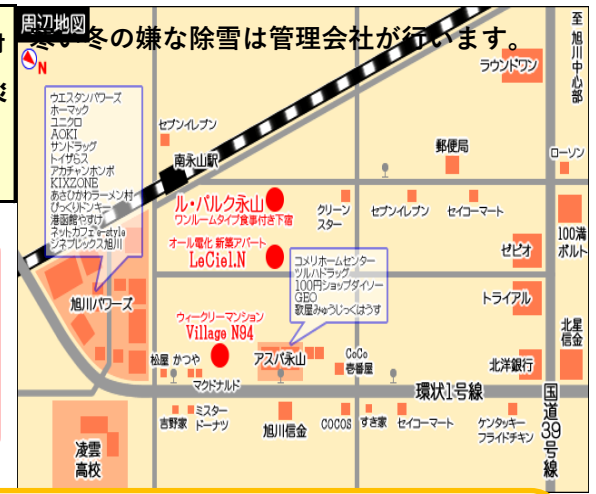 周辺地図
寒い冬の嫌な除雪は管理会社が行います。
N
至旭川中心部
ラウンドワン
ウエスタンパワーズ
ホーマック
ユニクロ
AOKI
サンドラッグ
トイザらス
アカチャンホンポ
KIXZONE
あさひかわラーメン村
びっくりドンキー
港函館やすけ
ネットカフェe-style
シネプレックス旭川
セブンイレブン
南永山駅
郵便局
ローソン
ル・パルク永山
ワンルームタイプ食事付き下宿
クリーン
スター
セブンイレブン
セイコーマート
100満
ボルト
オール電化 新築アパート
LeCiel.N
ゼビオ
コメリホームセンター
ツルハドラッグ
100円ショップダイソー
GEO
歌屋みゅうじっくはうす
旭川パワーズ
トライアル
ウィークリーマンション
Village N94
北星
信金
松屋 かつや
アスパ永山
CoCo
壱番屋
北洋銀行
マクドナルド
環状1号線
国道39号線
吉野家
ミスター
ドーナツ
旭川信金
COCOS
すき家
セイコーマート
ケンタッキー
フライドチキン
凌雲
高校